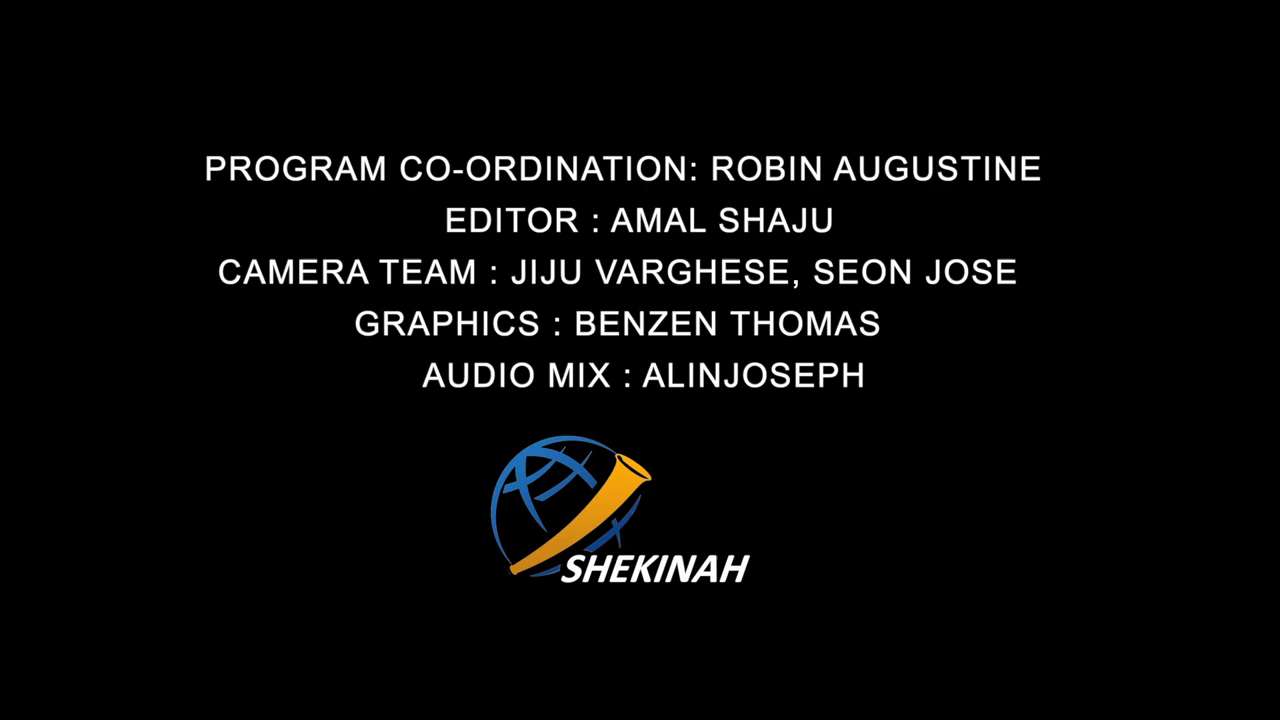 PROGRAM CO-ORDINATION: ROBIN AUGUSTINE
EDITOR : AMAL SHAJU
CAMERA TEAM : JIJU VARGHESE, SEON JOSE
GRAPHICS : BENZEN THOMAS
AUDIO MIX : ALINJOSEPH
SHEKINAH